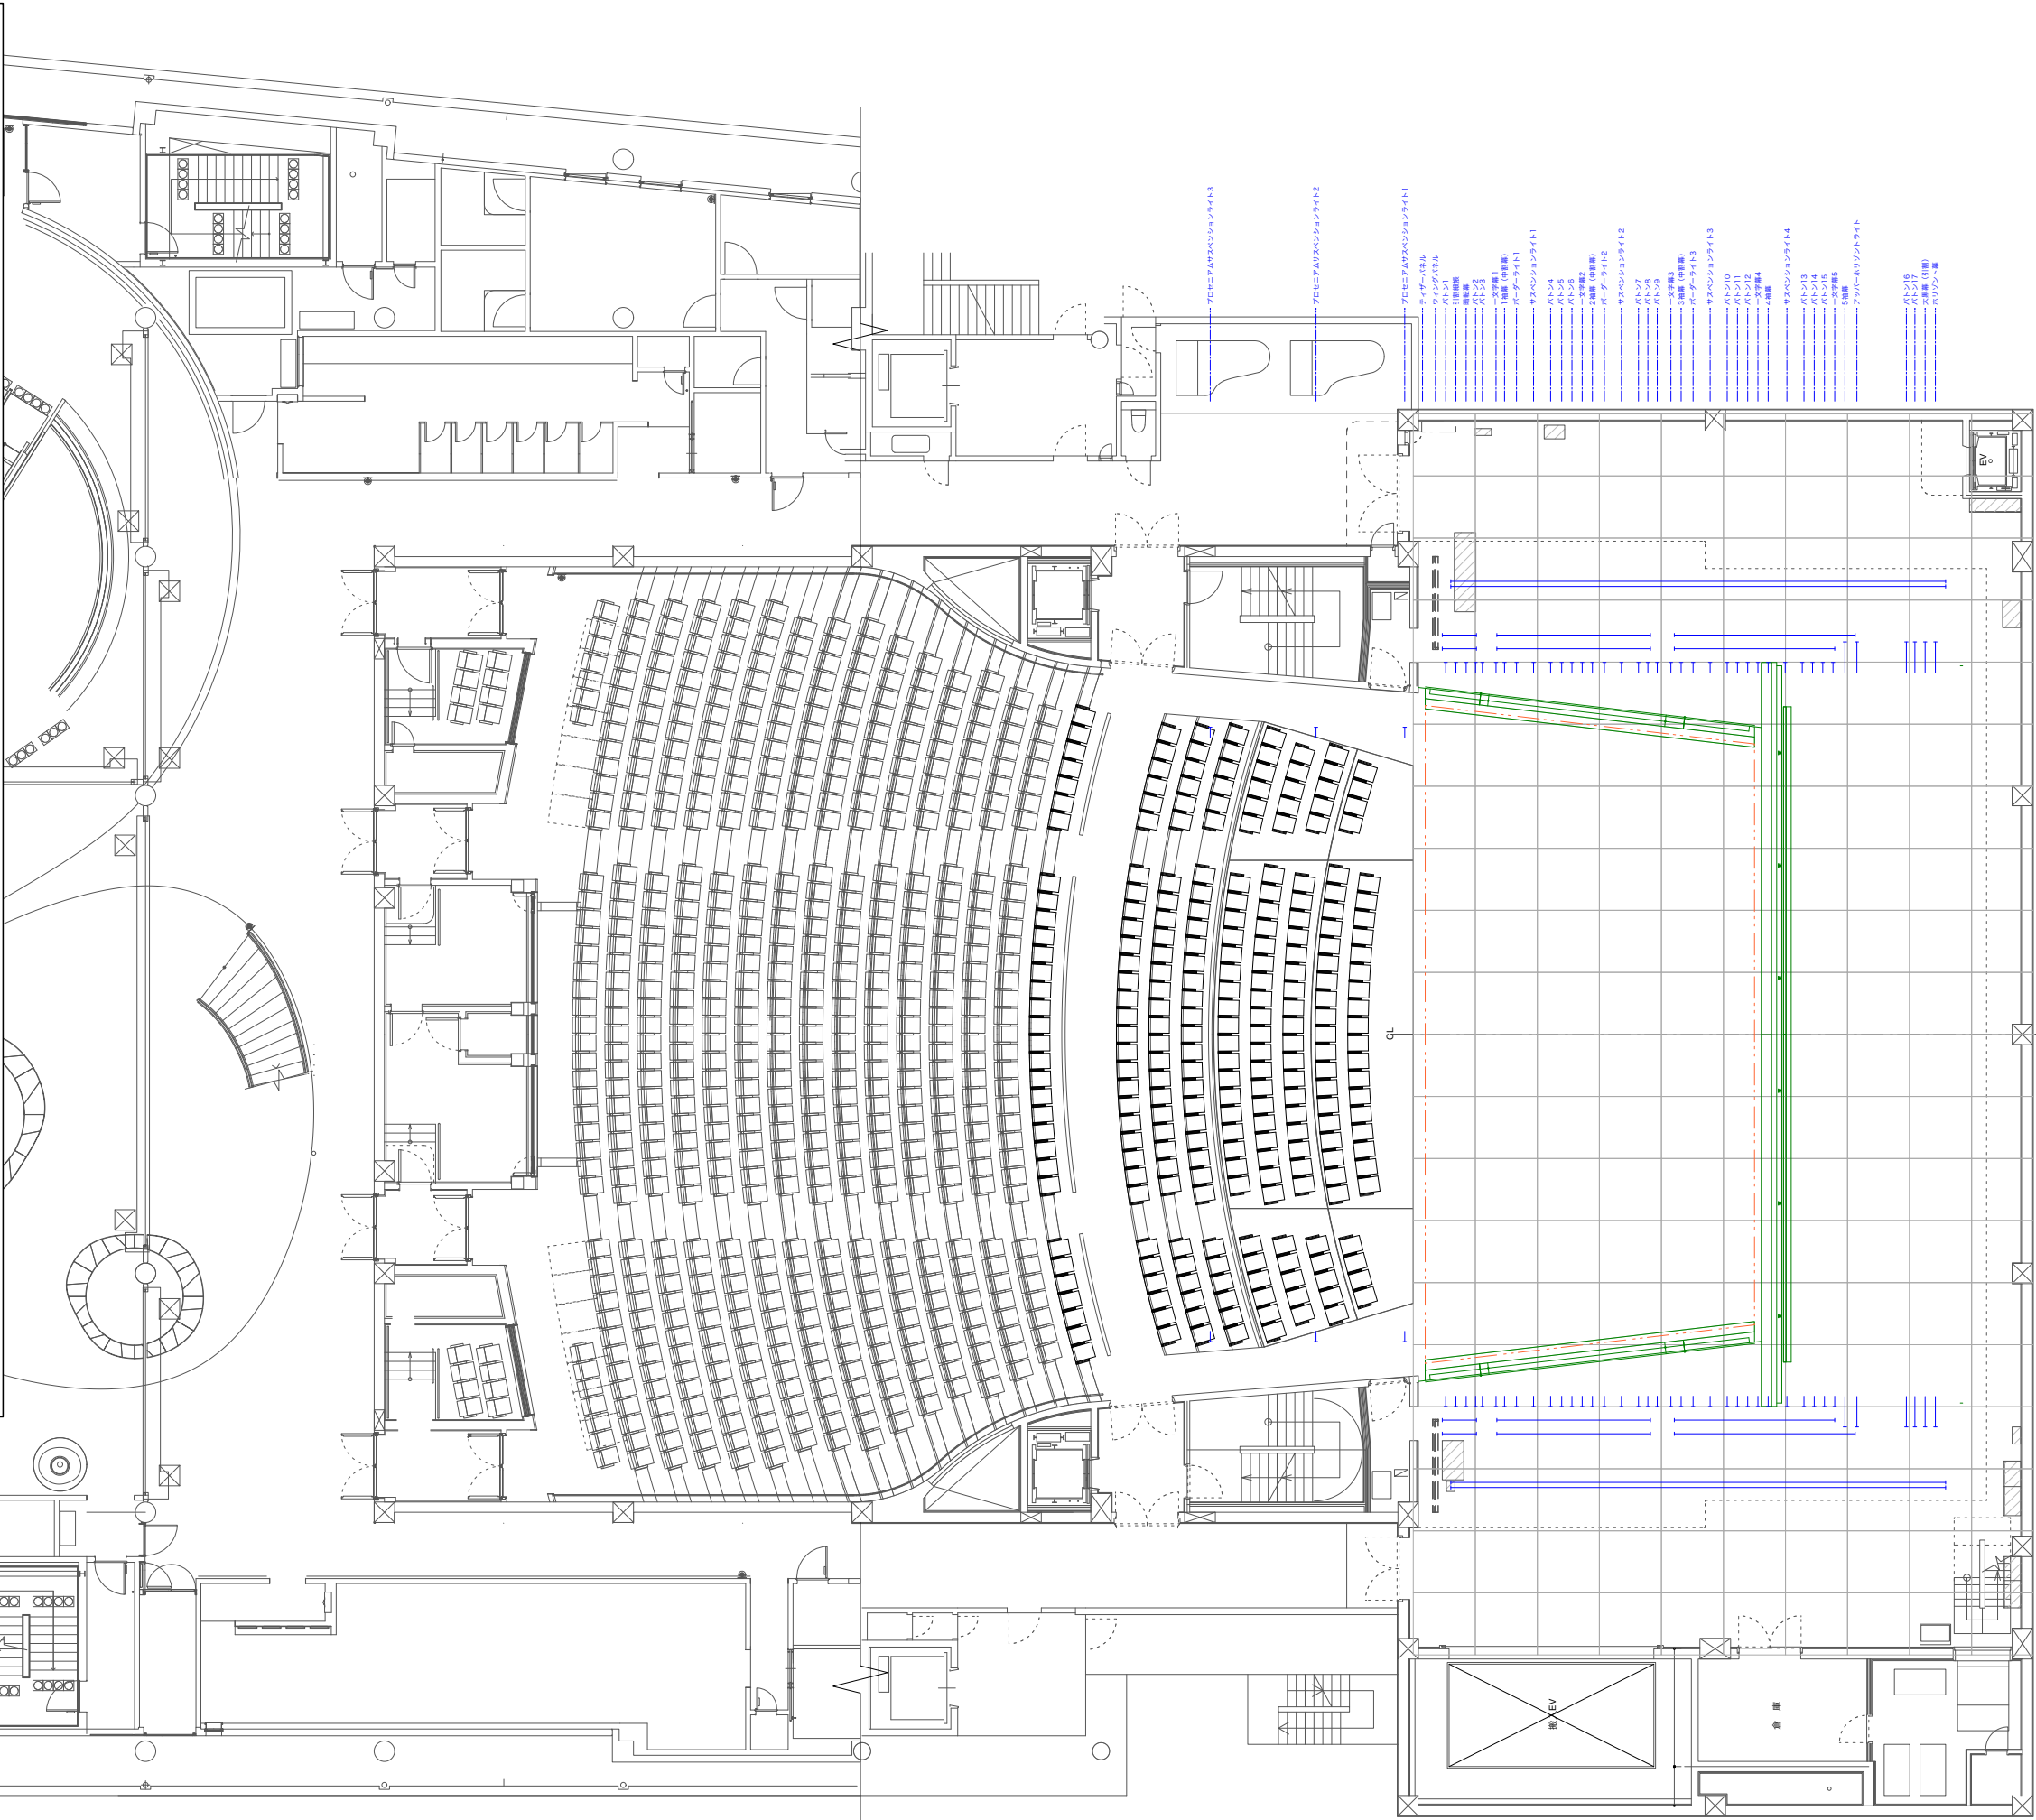 プロセニアムサスペンションライト3
プロセニアムサスペンションライト2
プロセニアムサスペンションライト1
ティザーパネル
ウィングパネル
バトン1
引割緞帳
暗転幕
バトン2
バトン3
一文字幕1
1袖幕（中割幕）
ボーダーライト1
サスペンションライト1
バトン4
バトン5
バトン6
一文字幕2
2袖幕（中割幕）
ボーダーライト2
サスペンションライト2
バトン7
バトン8
バトン9
一文字幕3
3袖幕（中割幕）
ボーダーライト3
サスペンションライト3
バトン10
バトン11
バトン12
一文字幕4
4袖幕
サスペンションライト4
バトン13
バトン14
バトン15
一文字幕5
5袖幕
アッパーホリゾントライト
バトン16
バトン17
大黒幕（引割）
ホリゾント幕
EV
CL
搬入EV
倉庫